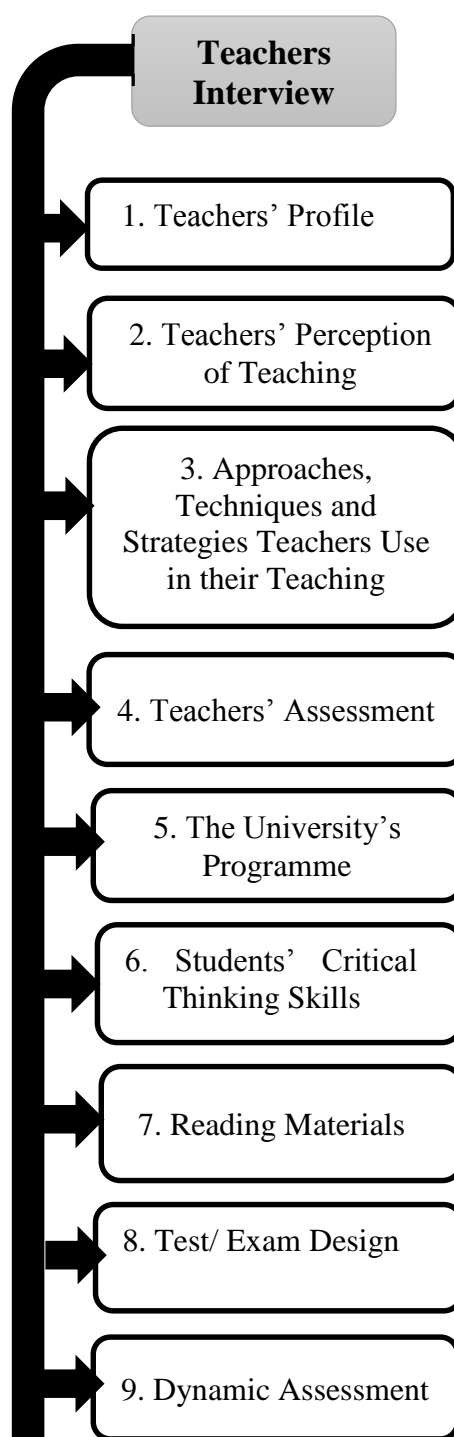 Teachers
Interview
1. Teachers’ Profile
2. Teachers’ Perception
of Teaching
3. Approaches,
Techniques and
Strategies Teachers Use
in their Teaching
4. Teachers’ Assessment
5. The University’s
Programme
6. Students’ Critical
Thinking Skills
7. Reading Materials
8. Test/ Exam Design
9. Dynamic Assessment